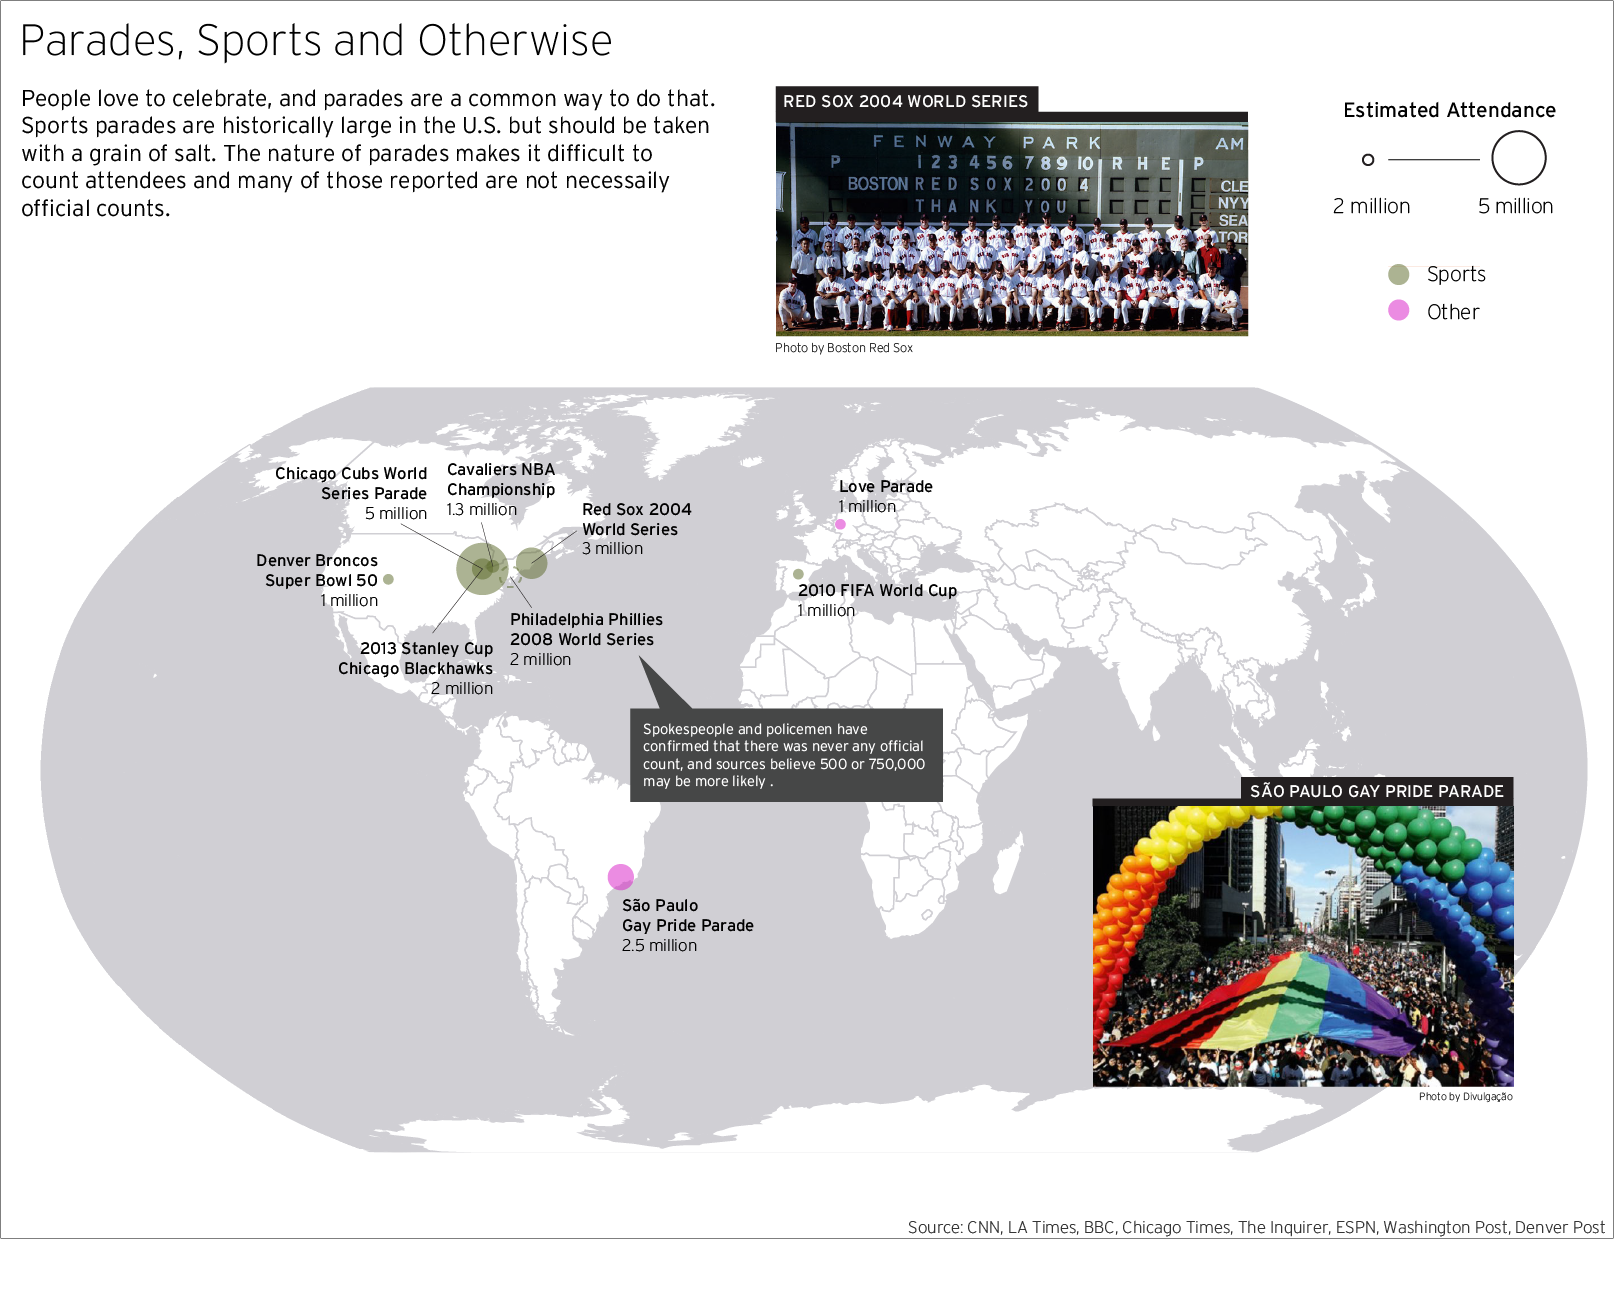 Parades, Sports and Otherwise
People love to celebrate, and parades are a common way to do that.
Sports parades are historically large in the U.S. but should be taken
with a grain of salt. The nature of parades makes it difficult to
count attendees and many of those reported are not necessaily
official counts.
RED SOX 2004 WORLD SERIES
FENWAY PARK
AM
P 1 2 3 4 5 6 7 8 9 10 R H E P
BOSTON RED SOX 2004
CLE
THANK YOU
NYY
SEA
TOR
Photo by Boston Red Sox
Estimated Attendance
2 million
5 million
Sports
Other
Chicago Cubs World
Series Parade
5 million
Cavaliers NBA
Championship
1.3 million
Red Sox 2004
World Series
3 million
Denver Broncos
Super Bowl 50
1 million
2013 Stanley Cup
Chicago Blackhawks
2 million
Philadelphia Phillies
2008 World Series
2 million
Love Parade
1 million
2010 FIFA World Cup
1 million
Spokespeople and policemen have
confirmed that there was never any official
count, and sources believe 500 or 750,000
may be more likely .
São Paulo
Gay Pride Parade
2.5 million
SÃO PAULO GAY PRIDE PARADE
Photo by Divulgação
Source: CNN, LA Times, BBC, Chicago Times, The Inquirer, ESPN, Washington Post, Denver Post